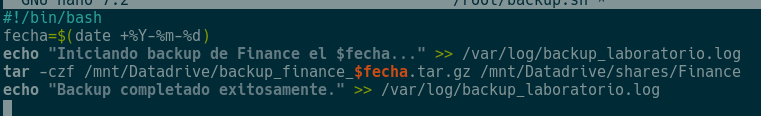 GNU nano 7.2 /root/backup.sh *
#!/bin/bash
fecha=$(date +%Y-%m-%d)
echo "Iniciando backup de Finance el $fecha..." >> /var/log/backup_laboratorio.log
tar -czf /mnt/Datadrive/backup_finance_$fecha.tar.gz /mnt/Datadrive/shares/Finance
echo "Backup completado exitosamente." >> /var/log/backup_laboratorio.log